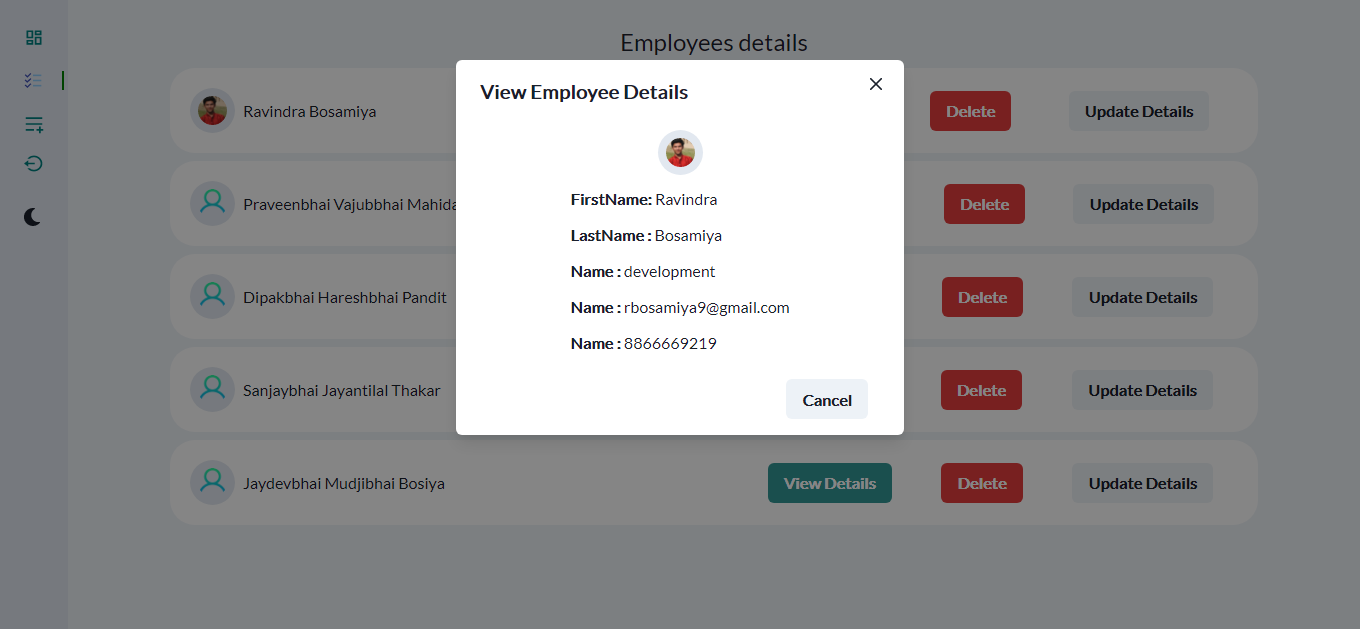 Employees details
View Employee Details
FirstName: Ravindra
LastName : Bosamiya
Name : development
Name : rbosamiya9@gmail.com
Name : 8866669219
Cancel
Ravindra Bosamiya
Delete
Update Details
Praveenbhai Vajubbhai Mahida
Delete
Update Details
Dipakbhai Hareshbhai Pandit
Delete
Update Details
Sanjaybhai Jayantilal Thakar
Delete
Update Details
Jaydevbhai Mudjibhai Bosiya
View Details
Delete
Update Details